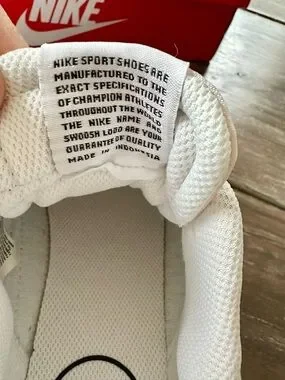 NIKE
NIKE SPORT SHOES ARE
MANUFACTURED TO THE
EXACT SPECIFICATIONS
OF CHAMPION ATHLETES
THROUGHOUT THE WORLD
THE NIKE NAME AND
SWOOSH LOGO ARE YOUR
GUARANTEE OF QUALITY
MADE IN INDONESIA